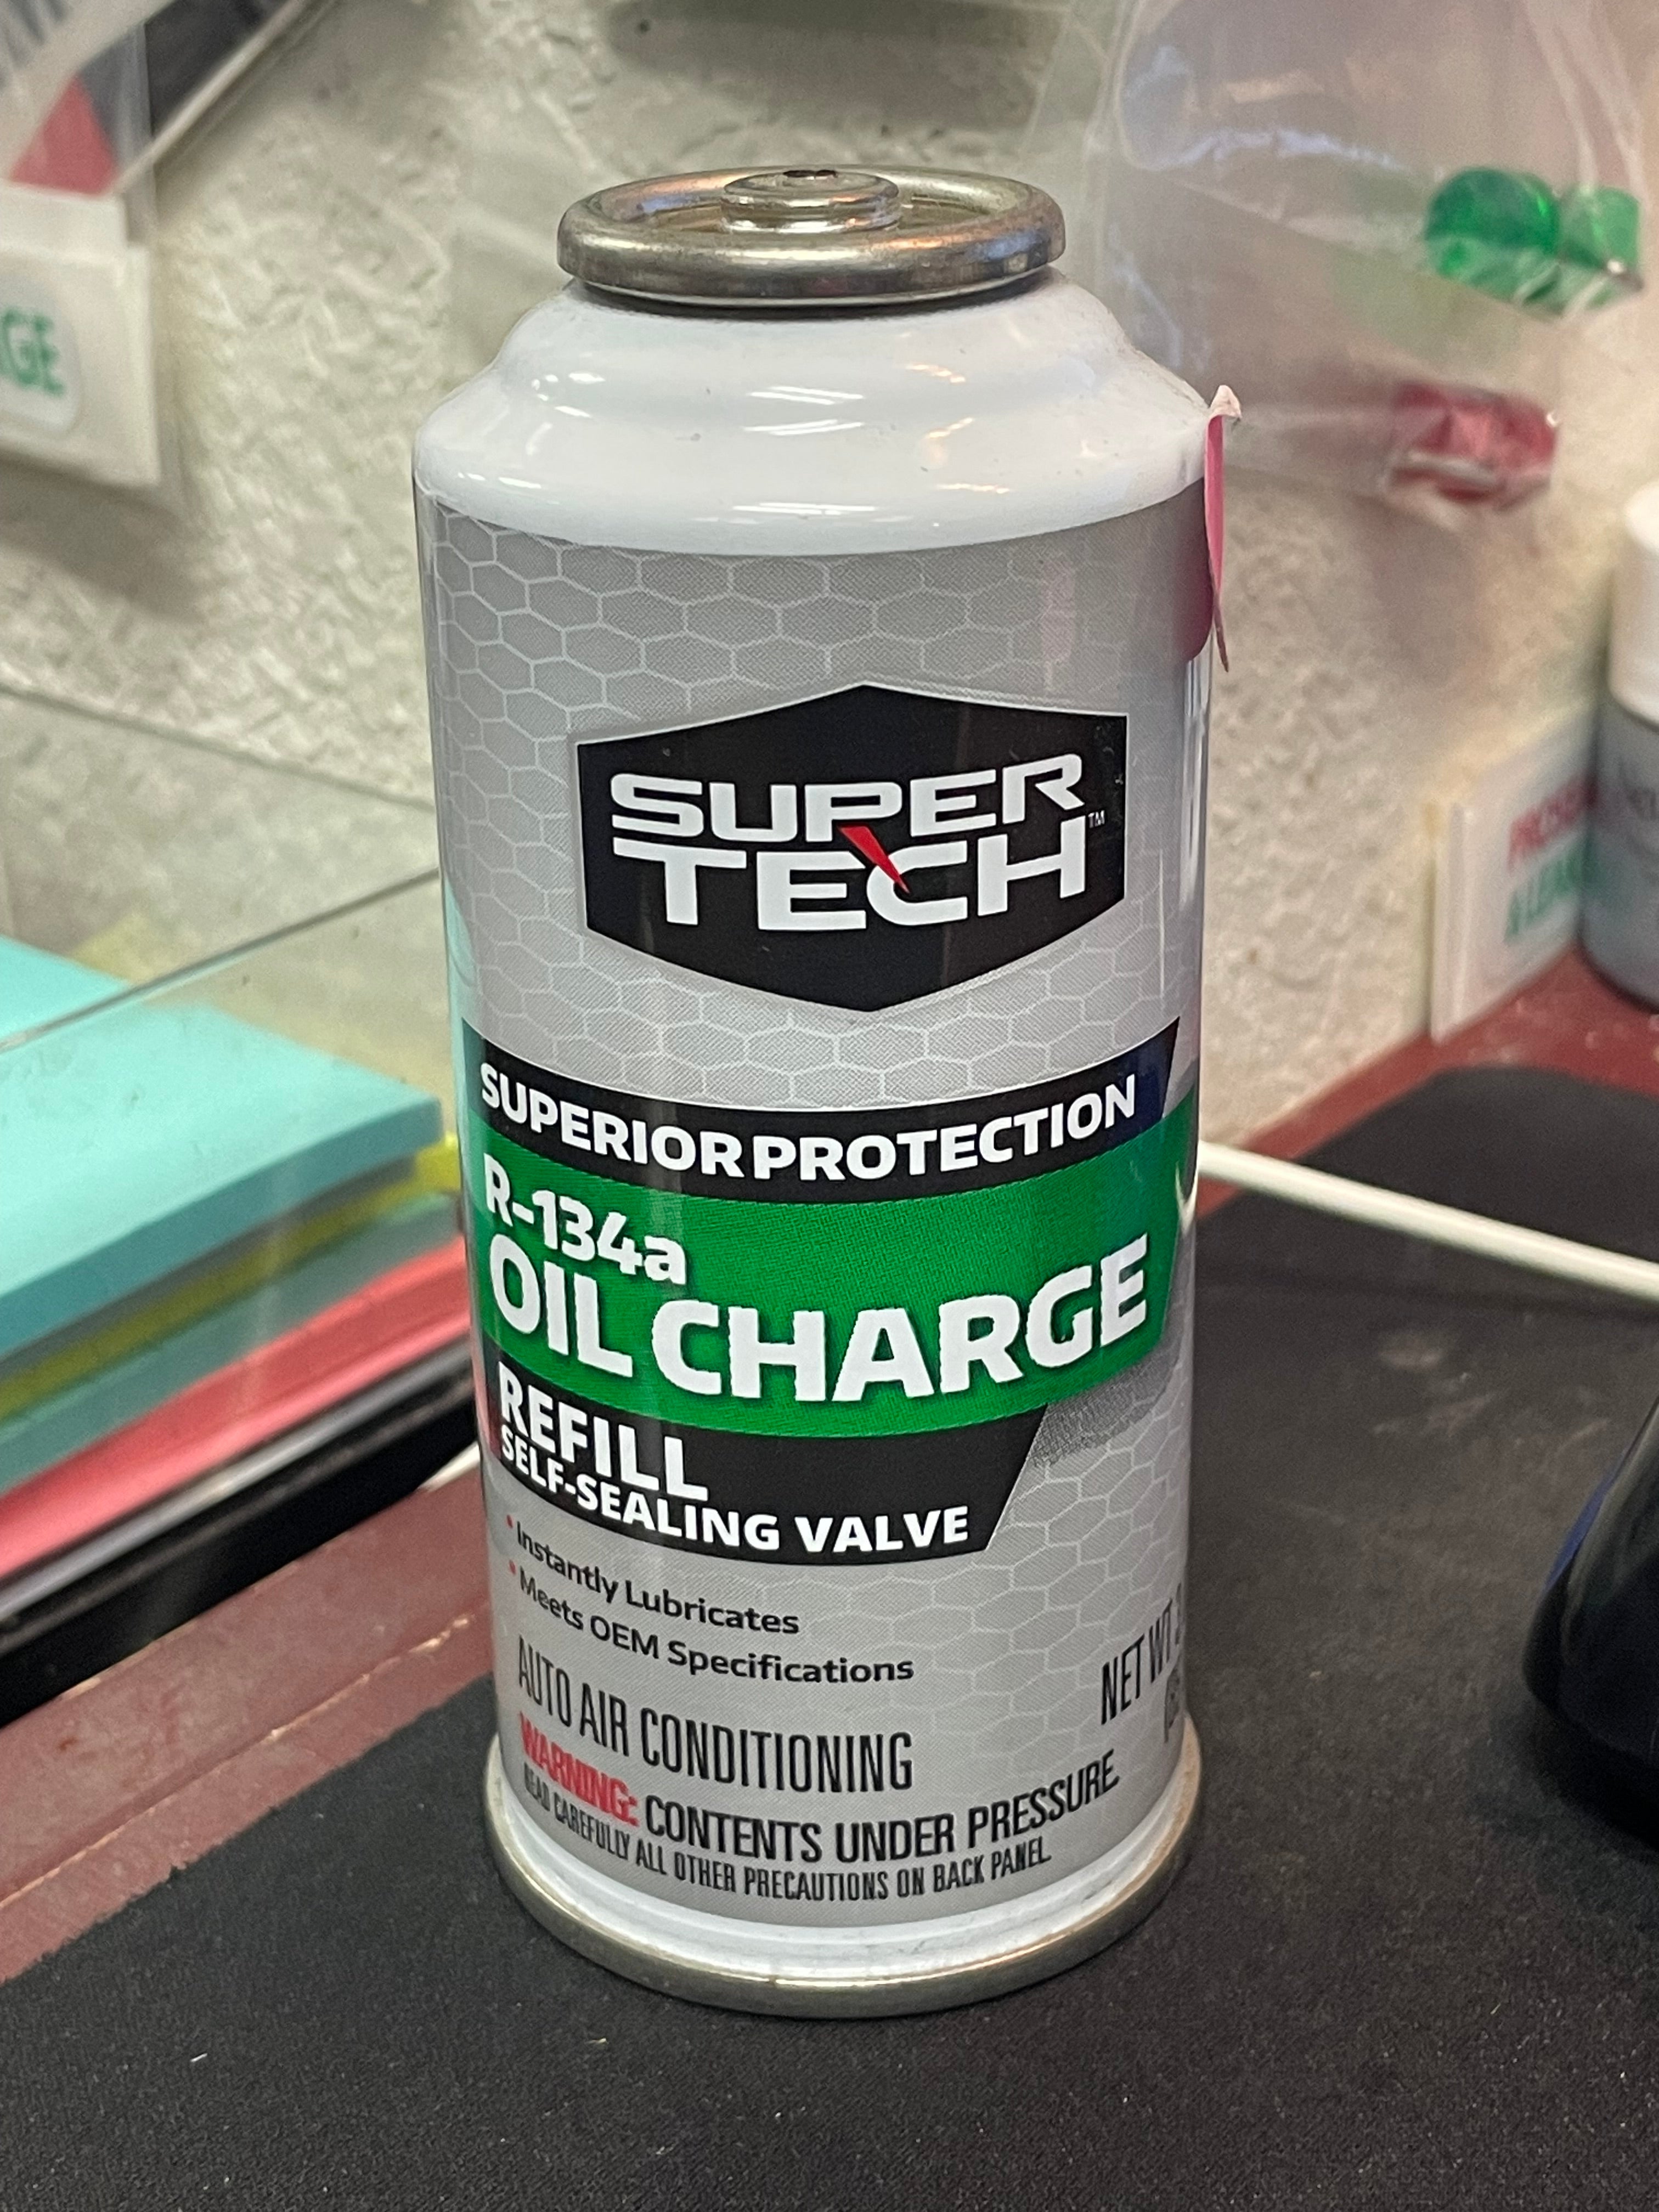 SUPER
TECH™
SUPERIOR PROTECTION
R-134a
OIL CHARGE
REFILL
SELF-SEALING VALVE
• Instantly Lubricates
• Meets OEM Specifications
AUTO AIR CONDITIONING
NET WT
WARNING: CONTENTS UNDER PRESSURE.
READ CAREFULLY ALL OTHER PRECAUTIONS ON BACK PANEL.